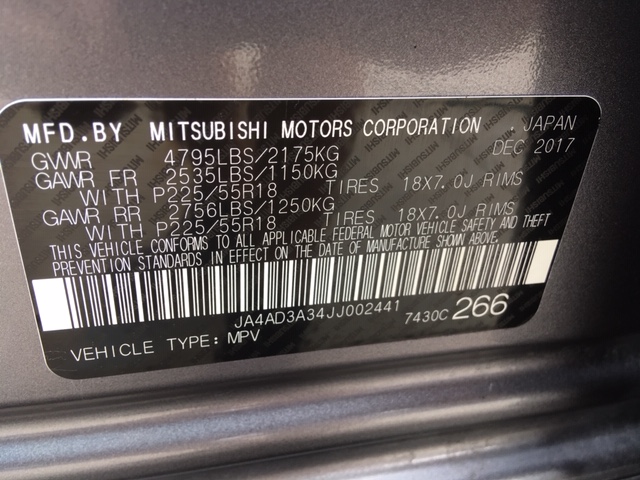 MFD.BY MITSUBISHI MOTORS CORPORATION JAPAN
GVWR 4795LBS/2175KG DEC 2017
GAWR FR 2535LBS/1150KG
WITH P225/55R18 TIRES 18X7.0J RIMS
GAWR RR 2756LBS/1250KG
WITH P225/55R18 TIRES 18X7.0J RIMS
THIS VEHICLE CONFORMS TO ALL APPLICABLE FEDERAL MOTOR VEHICLE SAFETY AND THEFT
PREVENTION STANDARDS IN EFFECT ON THE DATE OF MANUFACTURE SHOWN ABOVE.
JA4AD3A34JJ002441 7430C 266
VEHICLE TYPE: MPV